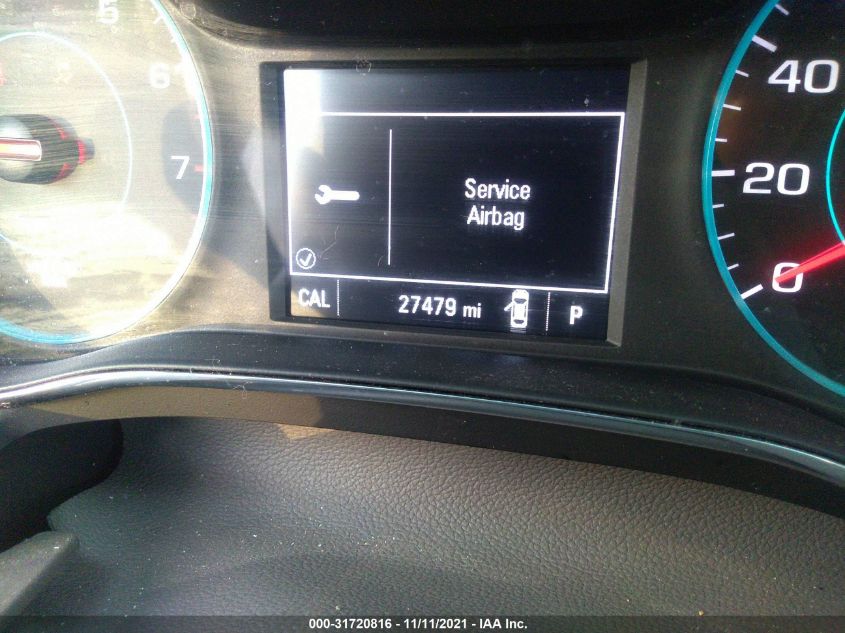 5
6
7
Service
Airbag
CAL
27479 mi
P
40
20
0
000-31720816 - 11/11/2021 - IAA Inc.